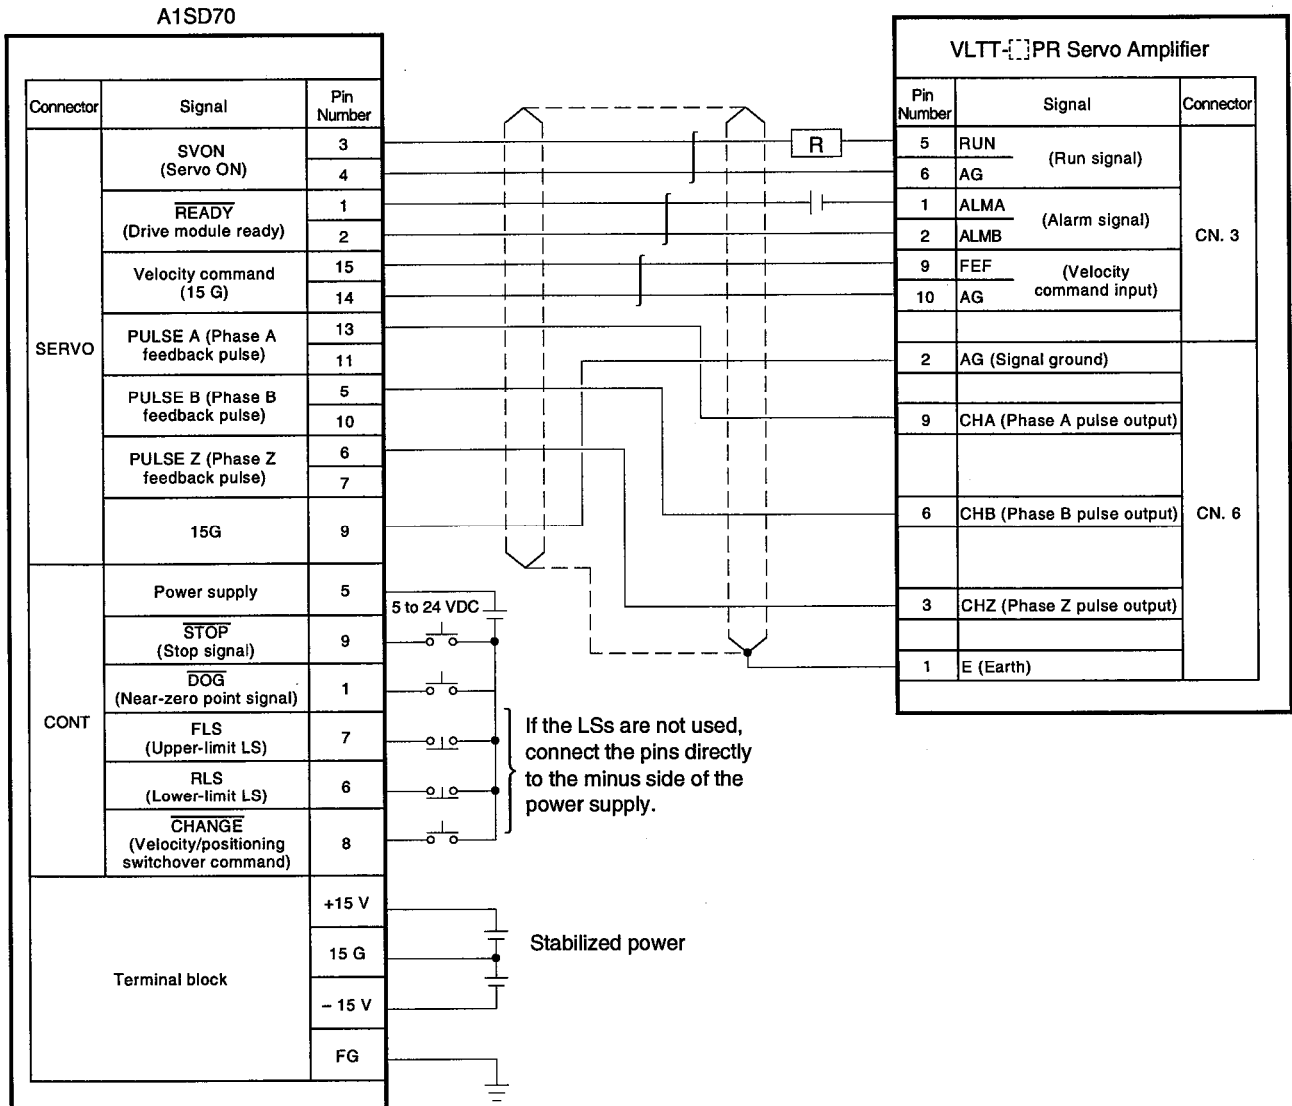 A1SD70
Connector
Signal
Pin
Number
SERVO
SVON
(Servo ON)
3
4
READY
(Drive module ready)
1
2
Velocity command
(15 G)
15
14
PULSE A (Phase A
feedback pulse)
13
11
PULSE B (Phase B
feedback pulse)
5
10
PULSE Z (Phase Z
feedback pulse)
6
7
15G
9
CONT
Power supply
5
STOP
(Stop signal)
9
DOG
(Near-zero point signal)
1
FLS
(Upper-limit LS)
7
RLS
(Lower-limit LS)
6
CHANGE
(Velocity/positioning
switchover command)
8
Terminal block
+15 V
15 G
– 15 V
FG
R
5 to 24 VDC
If the LSs are not used,
connect the pins directly
to the minus side of the
power supply.
Stabilized power
VLTT-[ ]PR Servo Amplifier
Pin
Number
Signal
Connector
5 RUN
(Run signal)
6 AG
1 ALMA
(Alarm signal)
2 ALMB
9 FEF
(Velocity
command input)
10 AG
CN. 3
2 AG (Signal ground)
9 CHA (Phase A pulse output)
6 CHB (Phase B pulse output)
CN. 6
3 CHZ (Phase Z pulse output)
1 E (Earth)